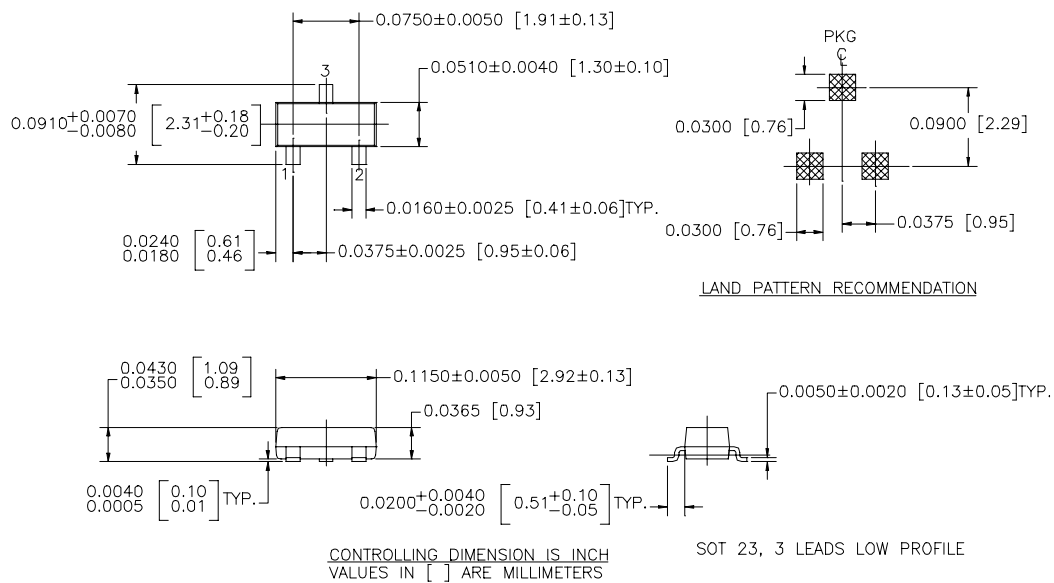 0.0750±0.0050 [1.91±0.13]
3
0.0510±0.0040 [1.30±0.10]
0.0910+0.0070 -0.0080 [2.31+0.18 -0.20]
1
2
0.0160±0.0025 [0.41±0.06]TYP.
0.0240 [0.61
0.0180 0.46]
0.0375±0.0025 [0.95±0.06]
PKG
CL
0.0300 [0.76]
0.0900 [2.29]
0.0300 [0.76]
0.0375 [0.95]
LAND PATTERN RECOMMENDATION
0.0430 [1.09
0.0350 0.89]
0.1150±0.0050 [2.92±0.13]
0.0365 [0.93]
0.0040 [0.10
0.0005 0.01] TYP.
0.0050±0.0020 [0.13±0.05]TYP.
0.0200+0.0040 -0.0020 [0.51+0.10 -0.05] TYP.
SOT 23, 3 LEADS LOW PROFILE
CONTROLLING DIMENSION IS INCH
VALUES IN [ ] ARE MILLIMETERS